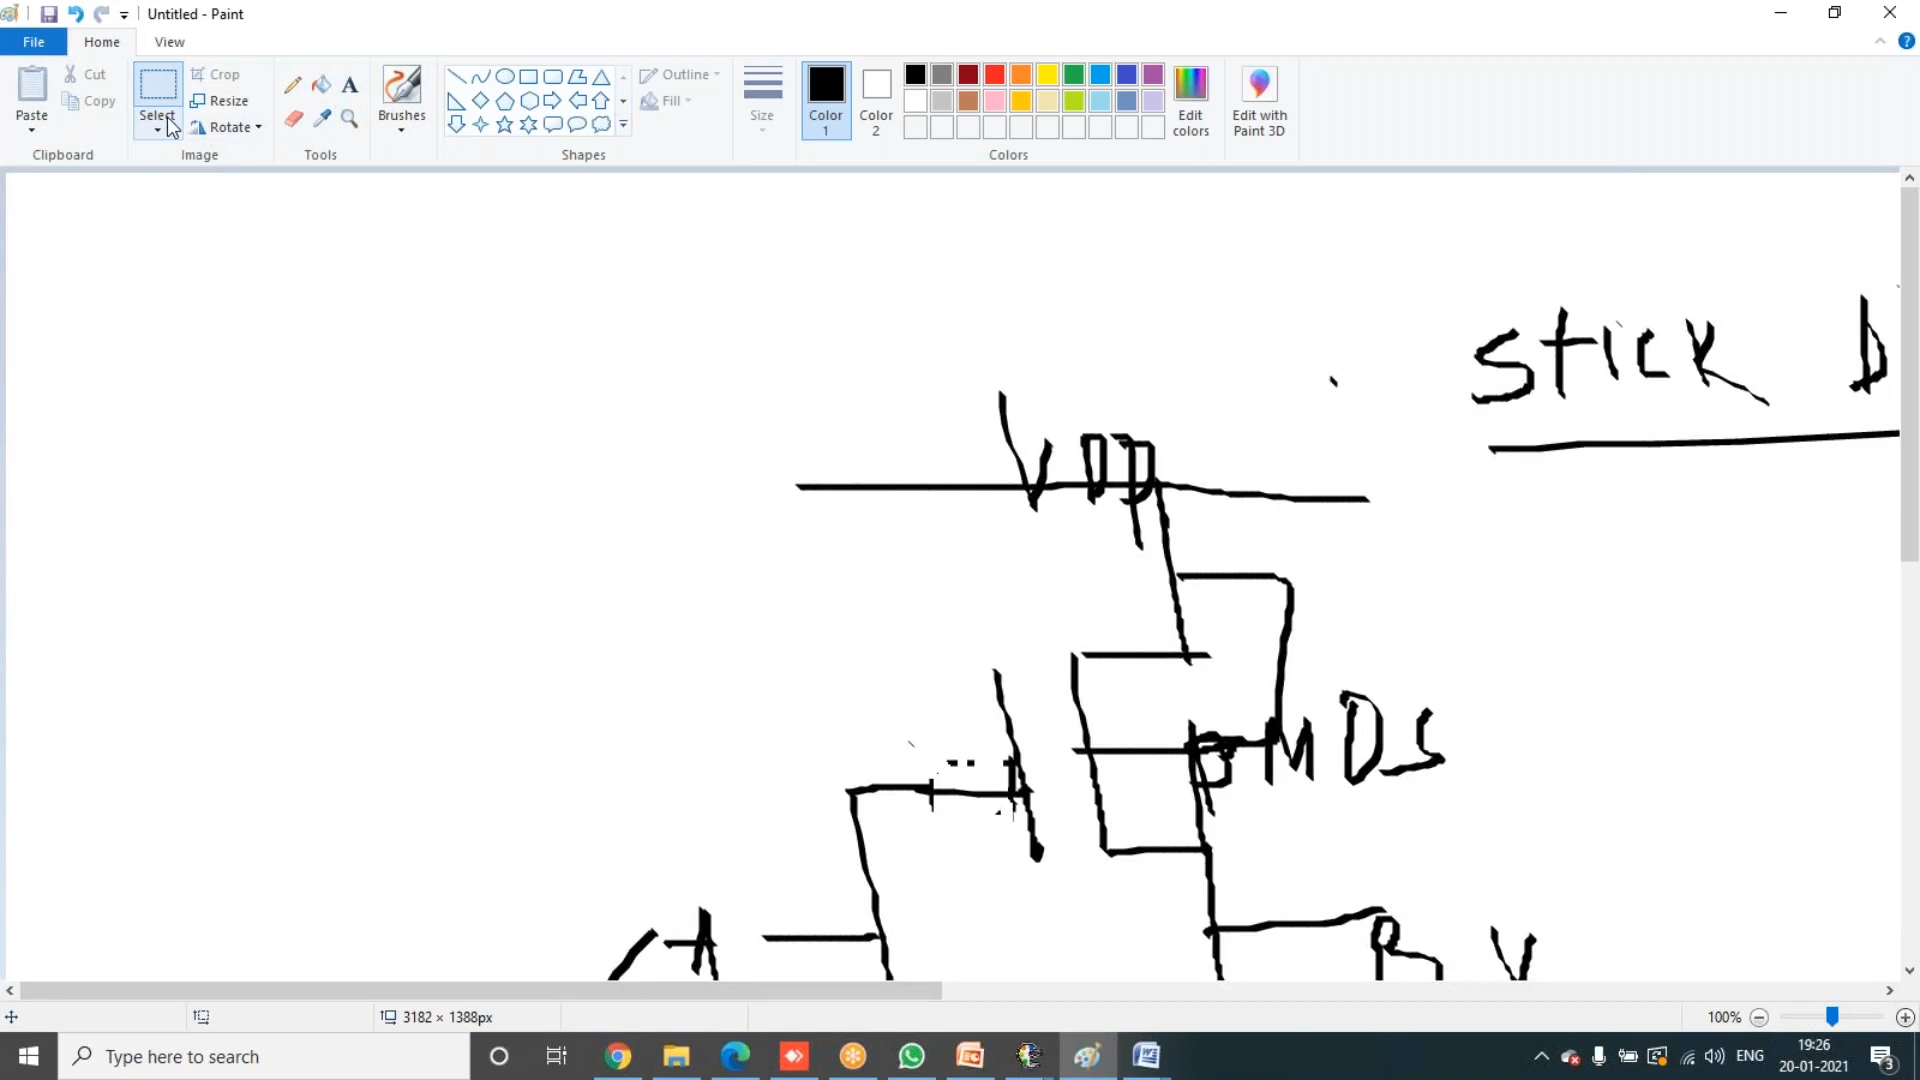 Untitled - Paint
File Home View
Paste
Cut
Copy
Clipboard
Select
Crop
Resize
Rotate
Image
Tools
Brushes
Shapes
Outline
Fill
Size
Color 1
Color 2
Edit colors
Colors
Edit with Paint 3D
Stick D
VDD
PMOS
A
3182 × 1388px
100%
Type here to search
ENG
19:26
20-01-2021
3